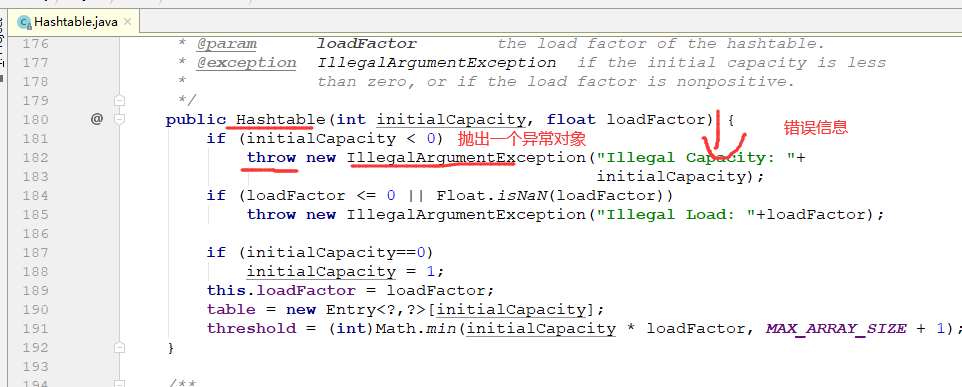 Hashtable.java ×
176 * @param loadFactor the load factor of the hashtable.
177 * @exception IllegalArgumentException if the initial capacity is less
178 * than zero, or if the load factor is nonpositive.
179 */
180 @ public Hashtable(int initialCapacity, float loadFactor) {
181 if (initialCapacity < 0) 抛出一个异常对象 错误信息
182 throw new IllegalArgumentException("Illegal Capacity: "+
183 initialCapacity);
184 if (loadFactor <= 0 || Float.isNaN(loadFactor))
185 throw new IllegalArgumentException("Illegal Load: "+loadFactor);
186
187 if (initialCapacity==0)
188 initialCapacity = 1;
189 this.loadFactor = loadFactor;
190 table = new Entry<?,?>[initialCapacity];
191 threshold = (int)Math.min(initialCapacity * loadFactor, MAX_ARRAY_SIZE + 1);
192 }
193
194 /**